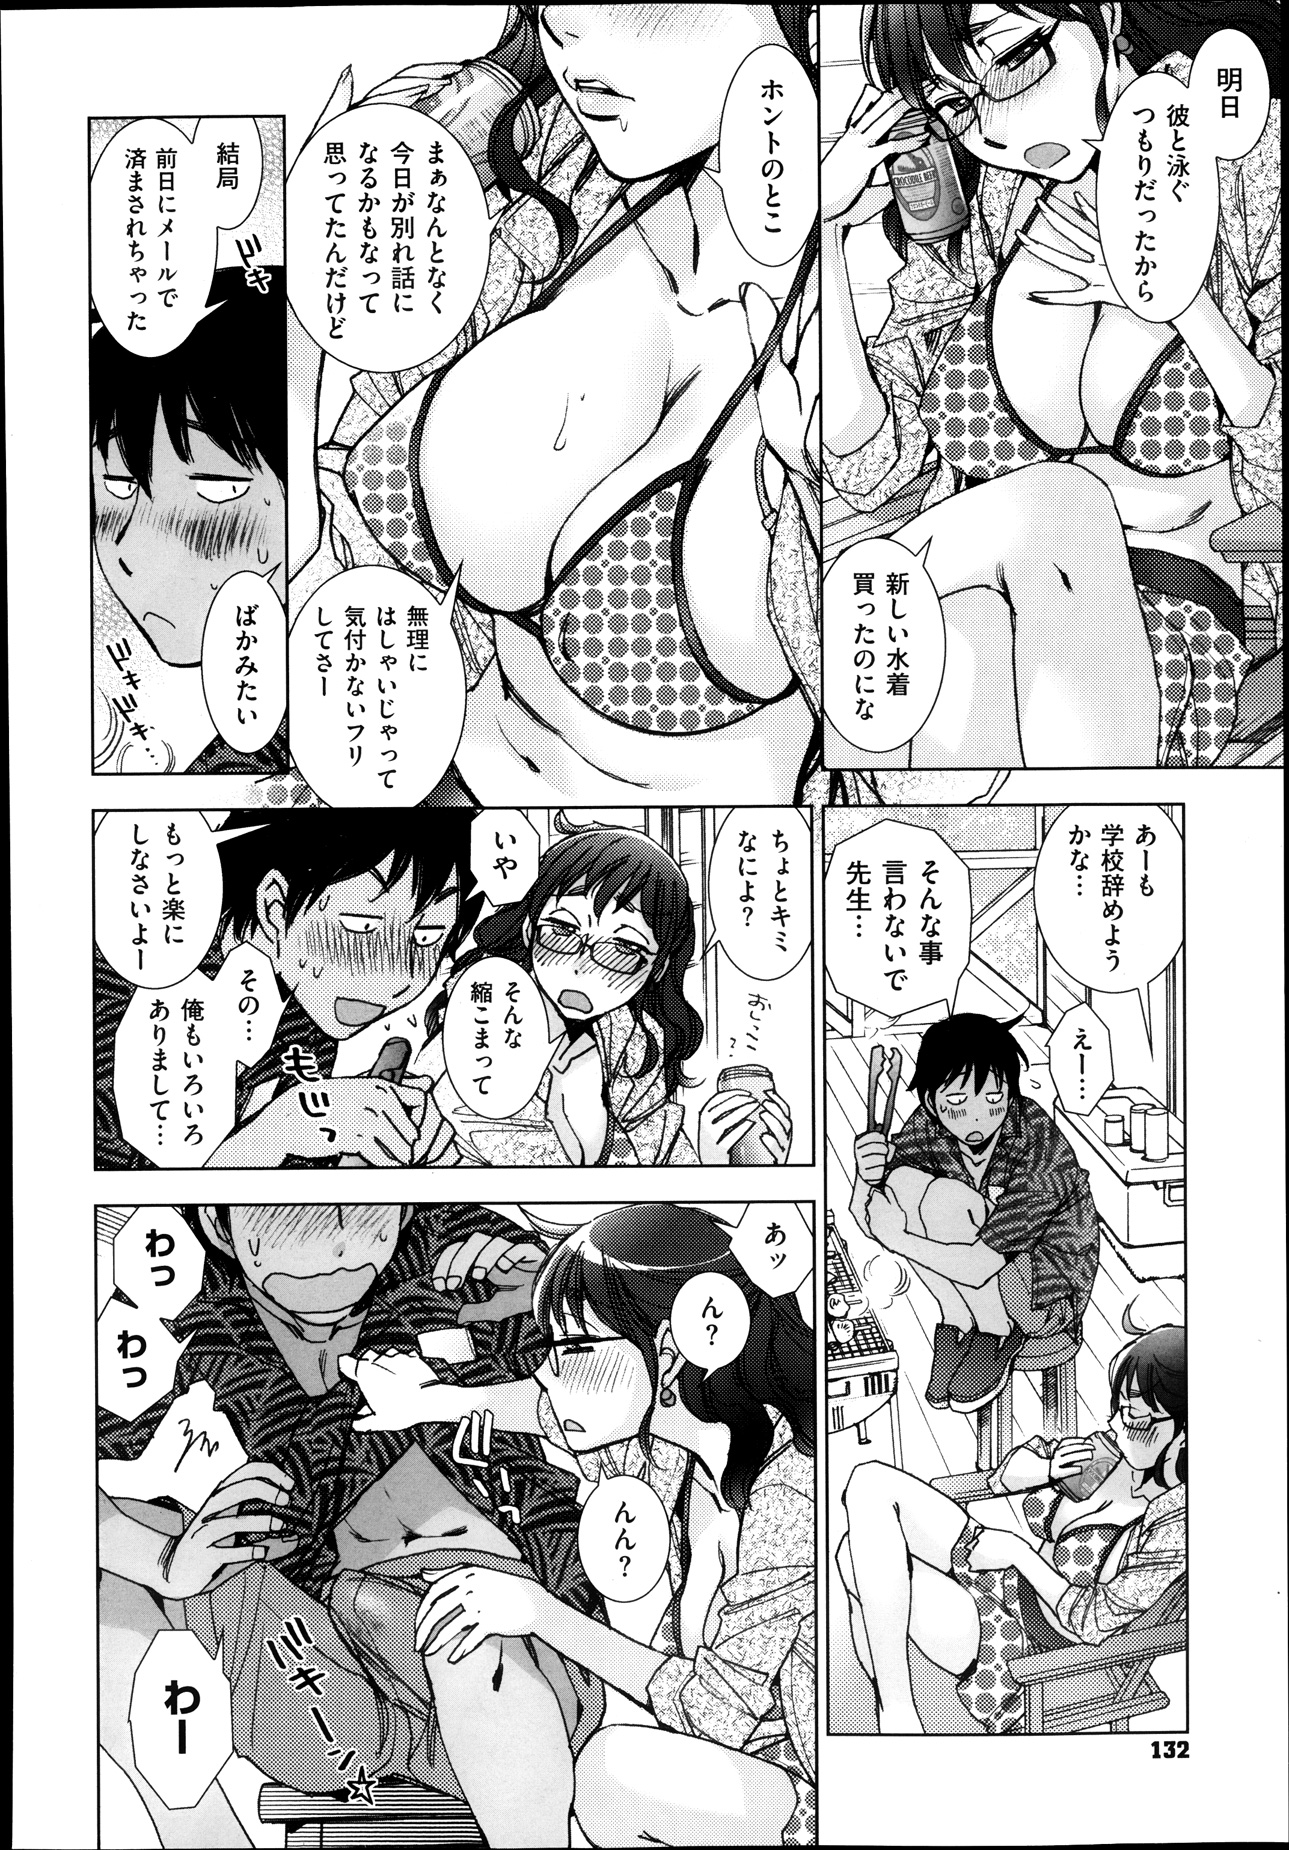 明日
彼と泳ぐ
つもりだったから
CROCODILE BEER
新しい水着
買ったのにな
ホントのとこ
まぁなんとなく
今日が別れ話に
なるかもなって
思ってたんだけど
無理に
はしゃいじゃって
気付かないフリ
してさー
結局
前日にメールで
済まされちゃった
ドキ
ばかみたい
ドキドキ…
あーも
学校辞めよう
かな…
そんな事
言わないで
先生…
えー…
ちょとキミ
なによ?
おしっこ?
そんな
縮こまって
いや
もっと楽に
しなさいよー
その…
俺もいろいろ
ありまして…
もじっ
あッ
ん?
んん?
わっ
わっ
わー
バキーン☆
132